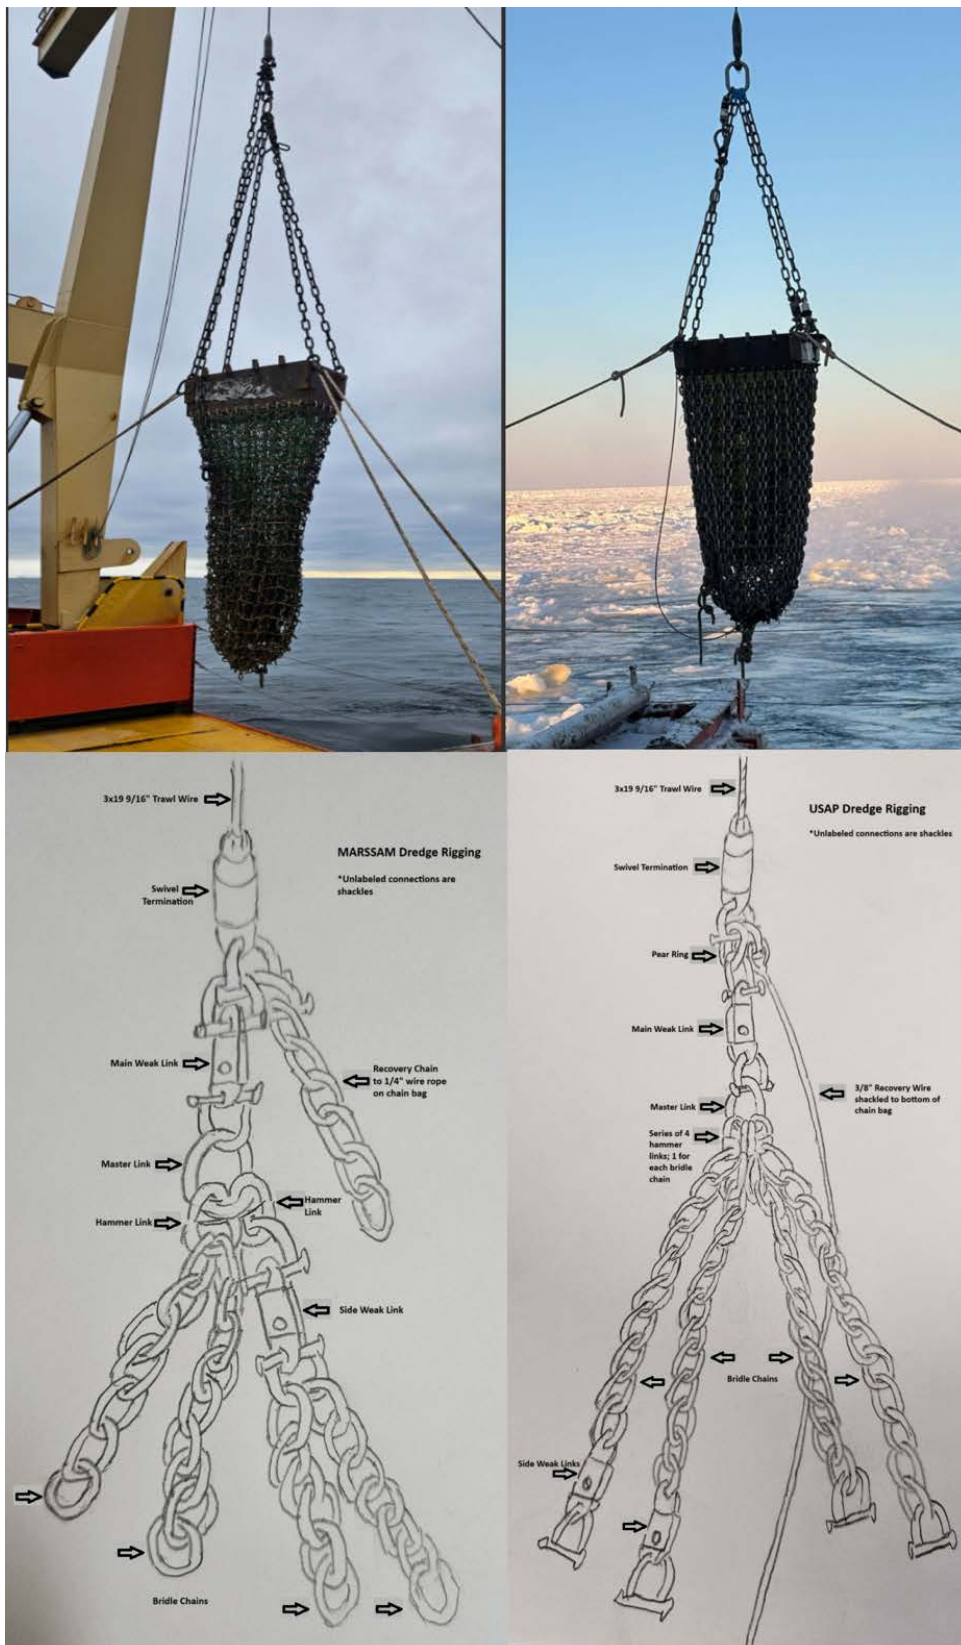 3x19 9/16" Trawl Wire
MARSSAM Dredge Rigging
*Unlabeled connections are
shackles
Swivel
Termination
Main Weak Link
Recovery Chain
to 1/4" wire rope
on chain bag
Master Link
Hammer
Link
Hammer Link
Side Weak Link
Bridle Chains
3x19 9/16" Trawl Wire
USAP Dredge Rigging
*Unlabeled connections are shackles
Swivel Termination
Pear Ring
Main Weak Link
3/8" Recovery Wire
shackled to bottom of
chain bag
Master Link
Series of 4
hammer
links; 1 for
each bridle
chain
Bridle Chains
Side Weak Links